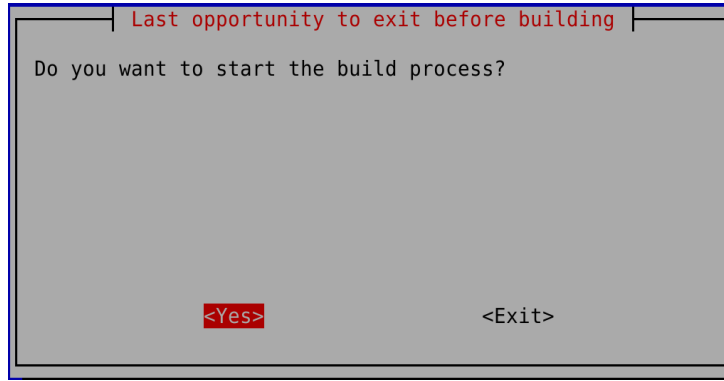 Last opportunity to exit before building
Do you want to start the build process?
<Yes> <Exit>